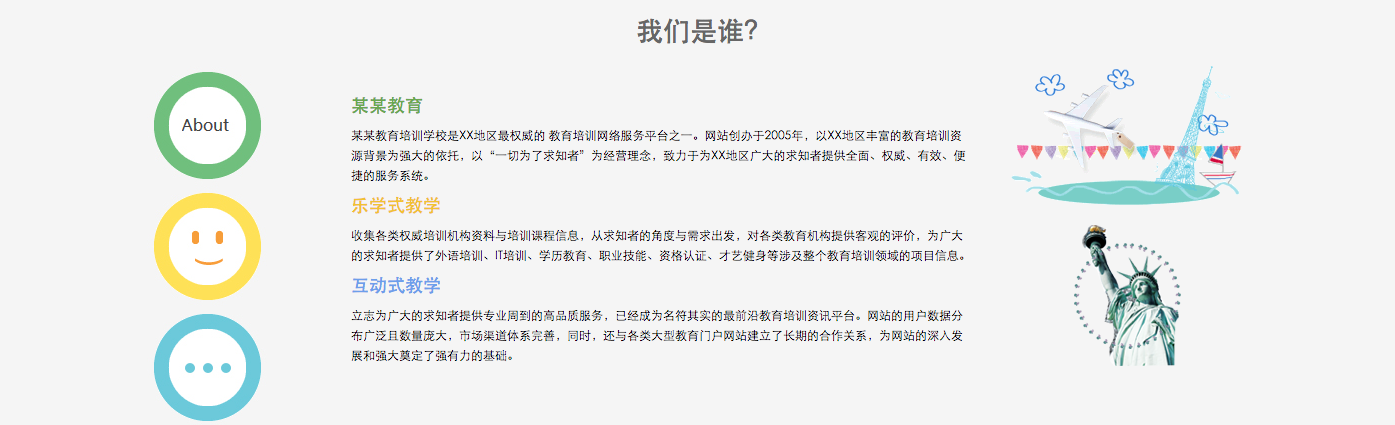 我们是谁?
About
某某教育
某某教育培训学校是XX地区最权威的 教育培训网络服务平台之一。网站创办于2005年，以XX地区丰富的教育培训资
源背景为强大的依托，以“一切为了求知者”为经营理念，致力于为XX地区广大的求知者提供全面、权威、有效、便
捷的服务系统。
乐学式教学
收集各类权威培训机构资料与培训课程信息，从求知者的角度与需求出发，对各类教育机构提供客观的评价，为广大
的求知者提供了外语培训、IT培训、学历教育、职业技能、资格认证、才艺健身等涉及整个教育培训领域的项目信息。
互动式教学
立志为广大的求知者提供专业周到的高品质服务，已经成为名符其实的最前沿教育培训资讯平台。网站的用户数据分
布广泛且数量庞大，市场渠道体系完善，同时，还与各类大型教育门户网站建立了长期的合作关系，为网站的深入发
展和强大奠定了强有力的基础。